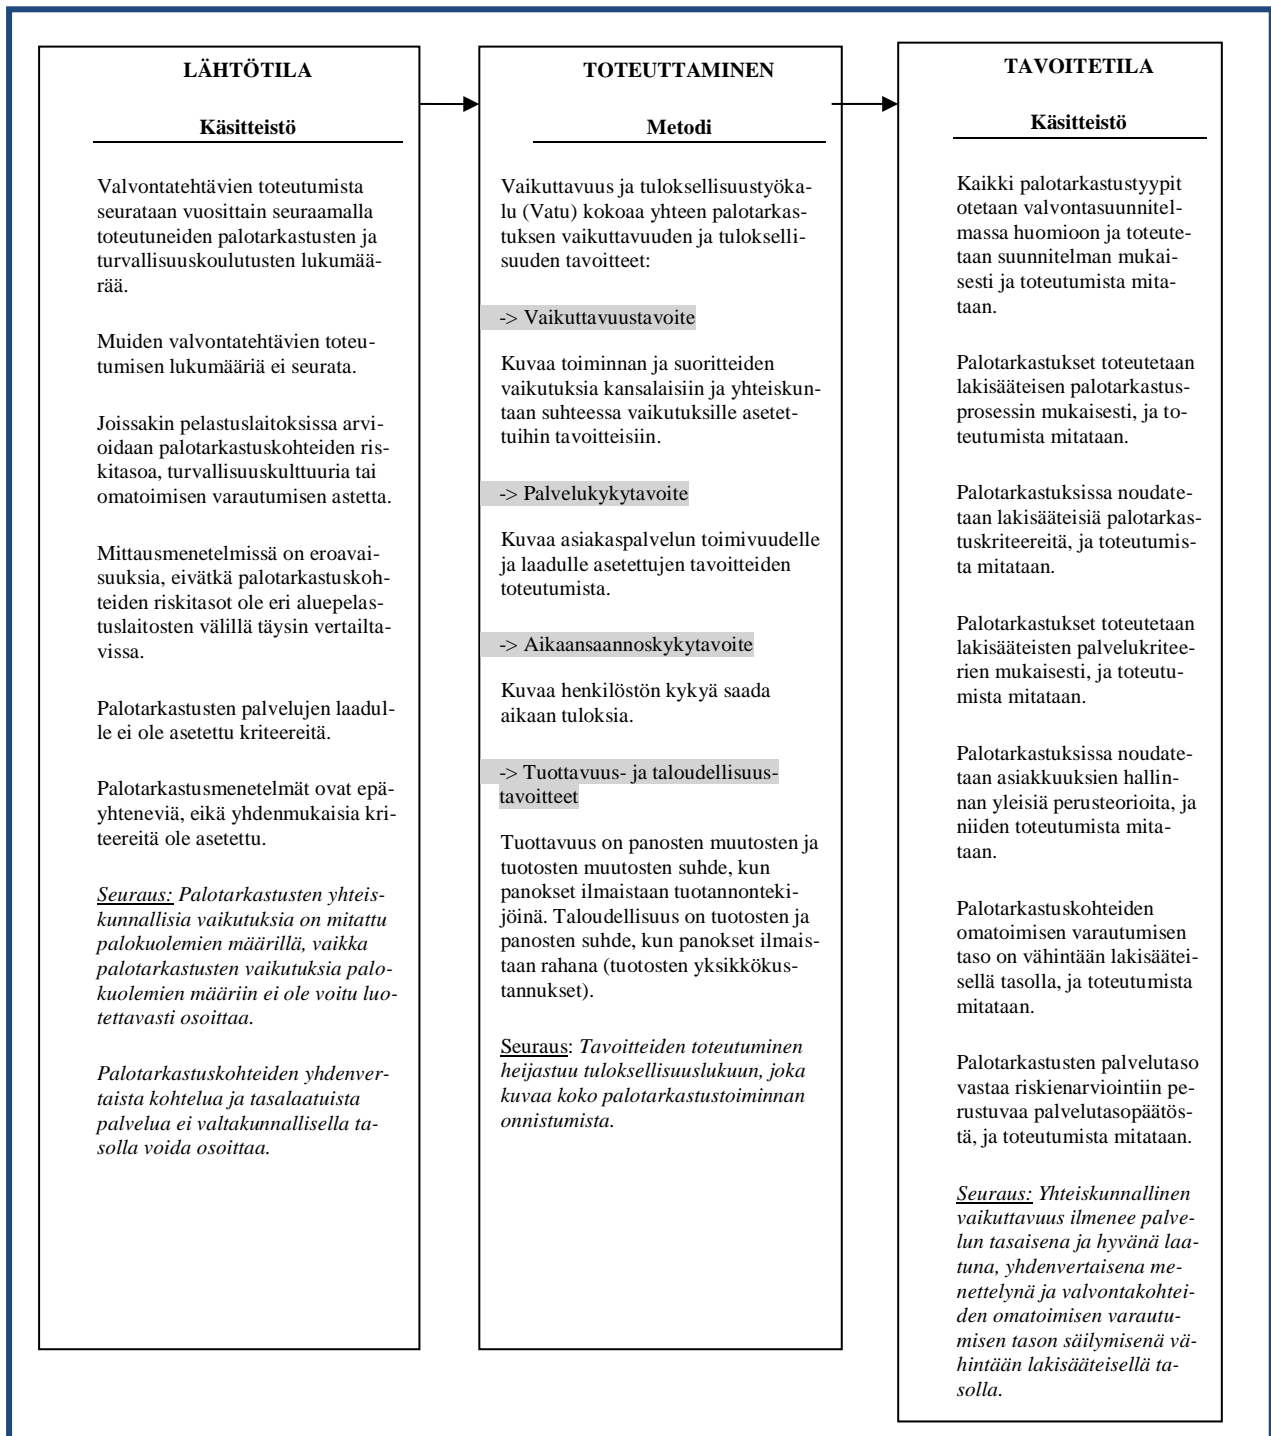 LÄHTÖTILA
Käsitteistö
Valvontatehtävien toteutumista
seurataan vuosittain seuraamalla
toteutuneiden palotarkastusten ja
turvallisuuskoulutusten lukumää-
rää.
Muiden valvontatehtävien toteu-
tumisen lukumääriä ei seurata.
Joissakin pelastuslaitoksissa arvi-
oidaan palotarkastuskohteiden ris-
kitasoa, turvallisuuskulttuuria tai
omatoimisen varautumisen astetta.
Mittausmenetelmissä on eroavai-
suuksia, eivätkä palotarkastuskoh-
teiden riskitasot ole eri aluepelas-
tuslaitosten välillä täysin vertailta-
vissa.
Palotarkastusten palvelujen laadul-
le ei ole asetettu kriteereitä.
Palotarkastusmenetelmät ovat epä-
yhteneviä, eikä yhdenmukaisia kri-
teereitä ole asetettu.
Seuraus: Palotarkastusten yhteis-
kunnallisia vaikutuksia on mitattu
palokuolemien määrillä, vaikka
palotarkastusten vaikutuksia palo-
kuolemien määriin ei ole voitu luo-
tettavasti osoittaa.
Palotarkastuskohteiden yhdenver-
taista kohtelua ja tasalaatuista
palvelua ei valtakunnallisella ta-
solla voida osoittaa.
TOTEUTTAMINEN
Metodi
Vaikuttavuus ja tuloksellisuustyöka-
lu (Vatu) kokoaa yhteen palotarkas-
tuksen vaikuttavuuden ja tulokselli-
suuden tavoitteet:
-> Vaikuttavuustavoite
Kuvaa toiminnan ja suoritteiden
vaikutuksia kansalaisiin ja yhteiskun-
taan suhteessa vaikutuksille asetet-
tuihin tavoitteisiin.
-> Palvelukykytavoite
Kuvaa asiakaspalvelun toimivuudelle
ja laadulle asetettujen tavoitteiden
toteutumista.
-> Aikaansaannoskykytavoite
Kuvaa henkilöstön kykyä saada
aikaan tuloksia.
-> Tuottavuus- ja taloudellisuus-
tavoitteet
Tuottavuus on panosten muutosten ja
tuotosten muutosten suhde, kun
panokset ilmaistaan tuotannonteki-
jöinä. Taloudellisuus on tuotosten ja
panosten suhde, kun panokset ilmais-
taan rahana (tuotosten yksikkökus-
tannukset).
Seuraus: Tavoitteiden toteutuminen
heijastuu tuloksellisuuslukuun, joka
kuvaa koko palotarkastustoiminnan
onnistumista.
TAVOITETILA
Käsitteistö
Kaikki palotarkastustyypit
otetaan valvontasuunnitel-
massa huomioon ja toteute-
taan suunnitelman mukai-
sesti ja toteutumista mita-
taan.
Palotarkastukset toteutetaan
lakisääteisen palotarkastus-
prosessin mukaisesti, ja to-
teutumista mitataan.
Palotarkastuksissa noudate-
taan lakisääteisiä palotarkas-
tuskriteereitä, ja toteutumis-
ta mitataan.
Palotarkastukset toteutetaan
lakisääteisten palvelukritee-
rien mukaisesti, ja toteutu-
mista mitataan.
Palotarkastuksissa noudate-
taan asiakkuuksien hallin-
nan yleisiä perusteorioita, ja
niiden toteutumista mita-
taan.
Palotarkastuskohteiden
omatoimisen varautumisen
taso on vähintään lakisäätei-
sellä tasolla, ja toteutumista
mitataan.
Palotarkastusten palvelutaso
vastaa riskienarviointiin pe-
rustuvaa palvelutasopäätös-
tä, ja toteutumista mitataan.
Seuraus: Yhteiskunnallinen
vaikuttavuus ilmenee palve-
lun tasaisena ja hyvänä laa-
tuna, yhdenvertaisena me-
nettelynä ja valvontakohtei-
den omatoimisen varautu-
misen tason säilymisenä vä-
hintään lakisääteisellä ta-
solla.